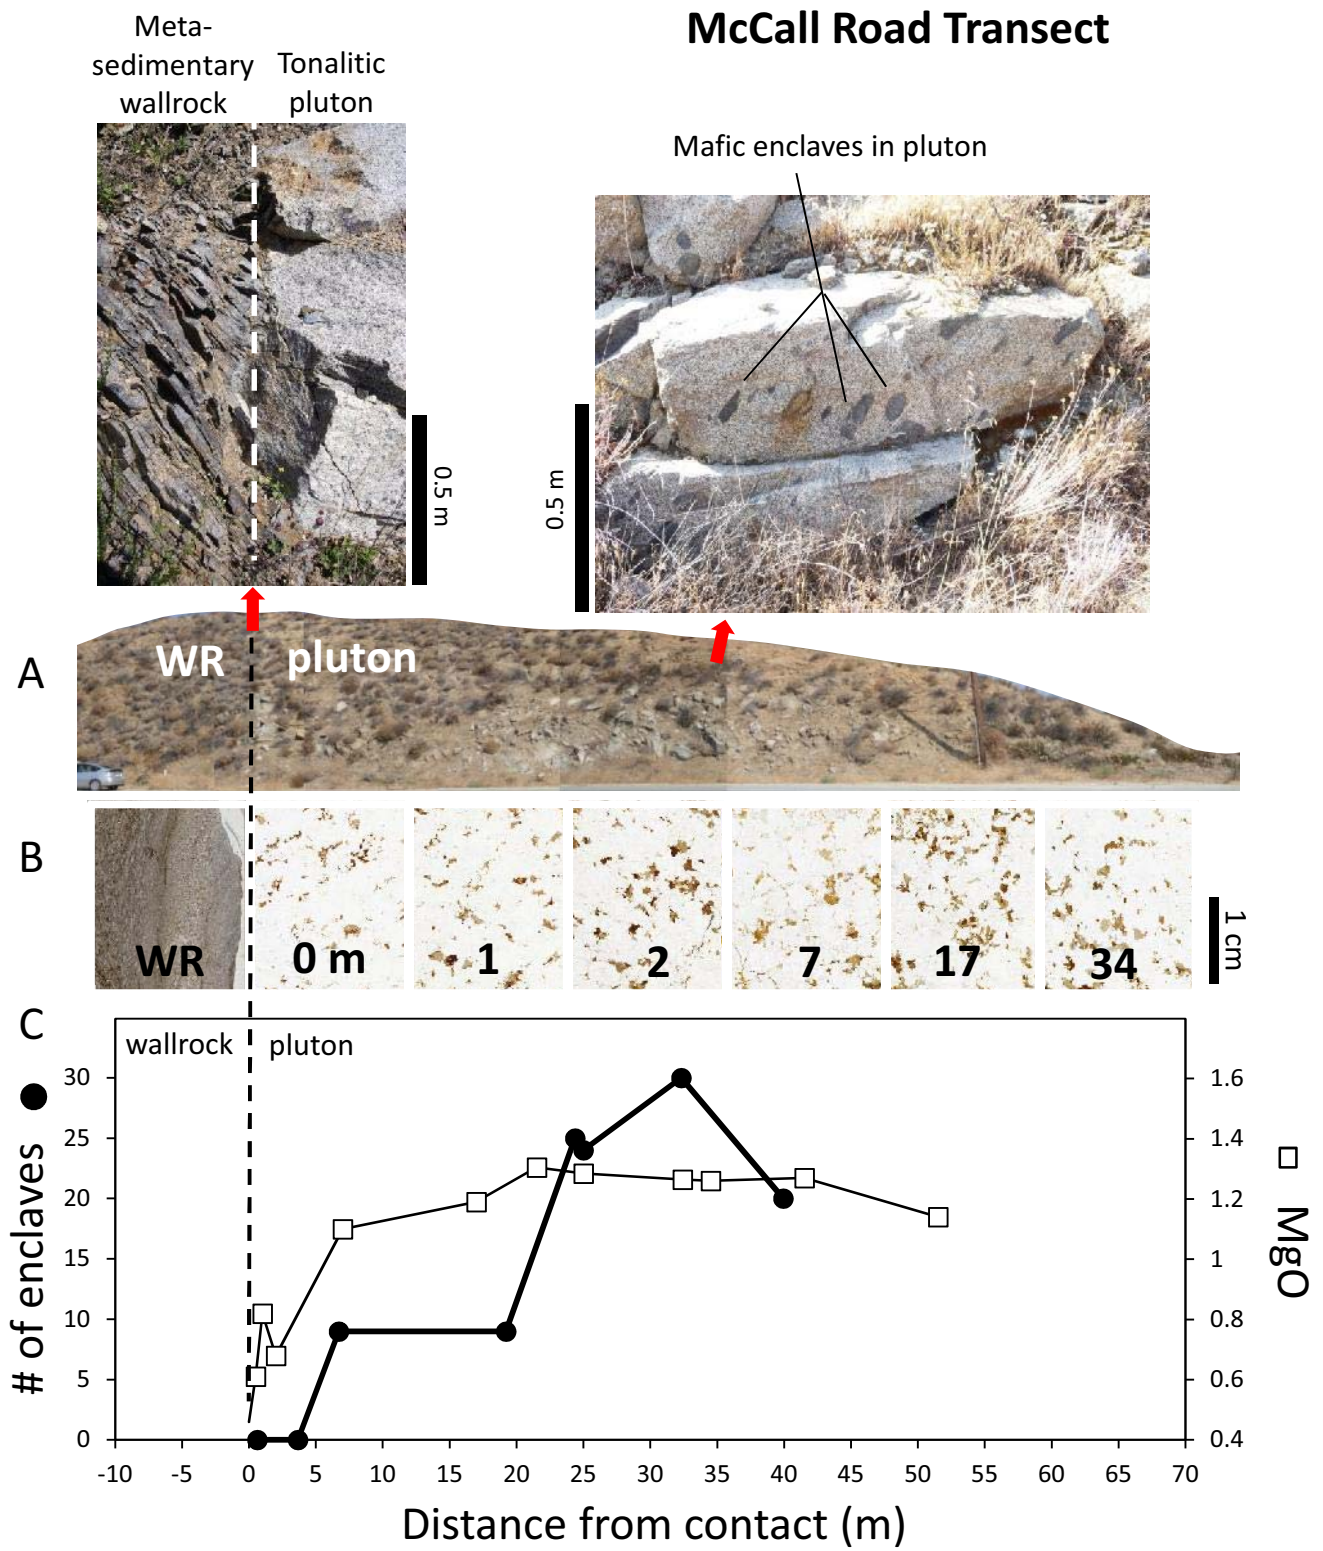 McCall Road Transect
Meta-
sedimentary
wallrock
Tonalitic
pluton
Mafic enclaves in pluton
0.5 m
0.5 m
A
WR
pluton
B
WR
0 m
1
2
7
17
34
1 cm
C
wallrock
pluton
# of enclaves
30
25
20
15
10
5
0
1.6
1.4
1.2
1
0.8
0.6
0.4
MgO
-10 -5 0 5 10 15 20 25 30 35 40 45 50 55 60 65 70
Distance from contact (m)